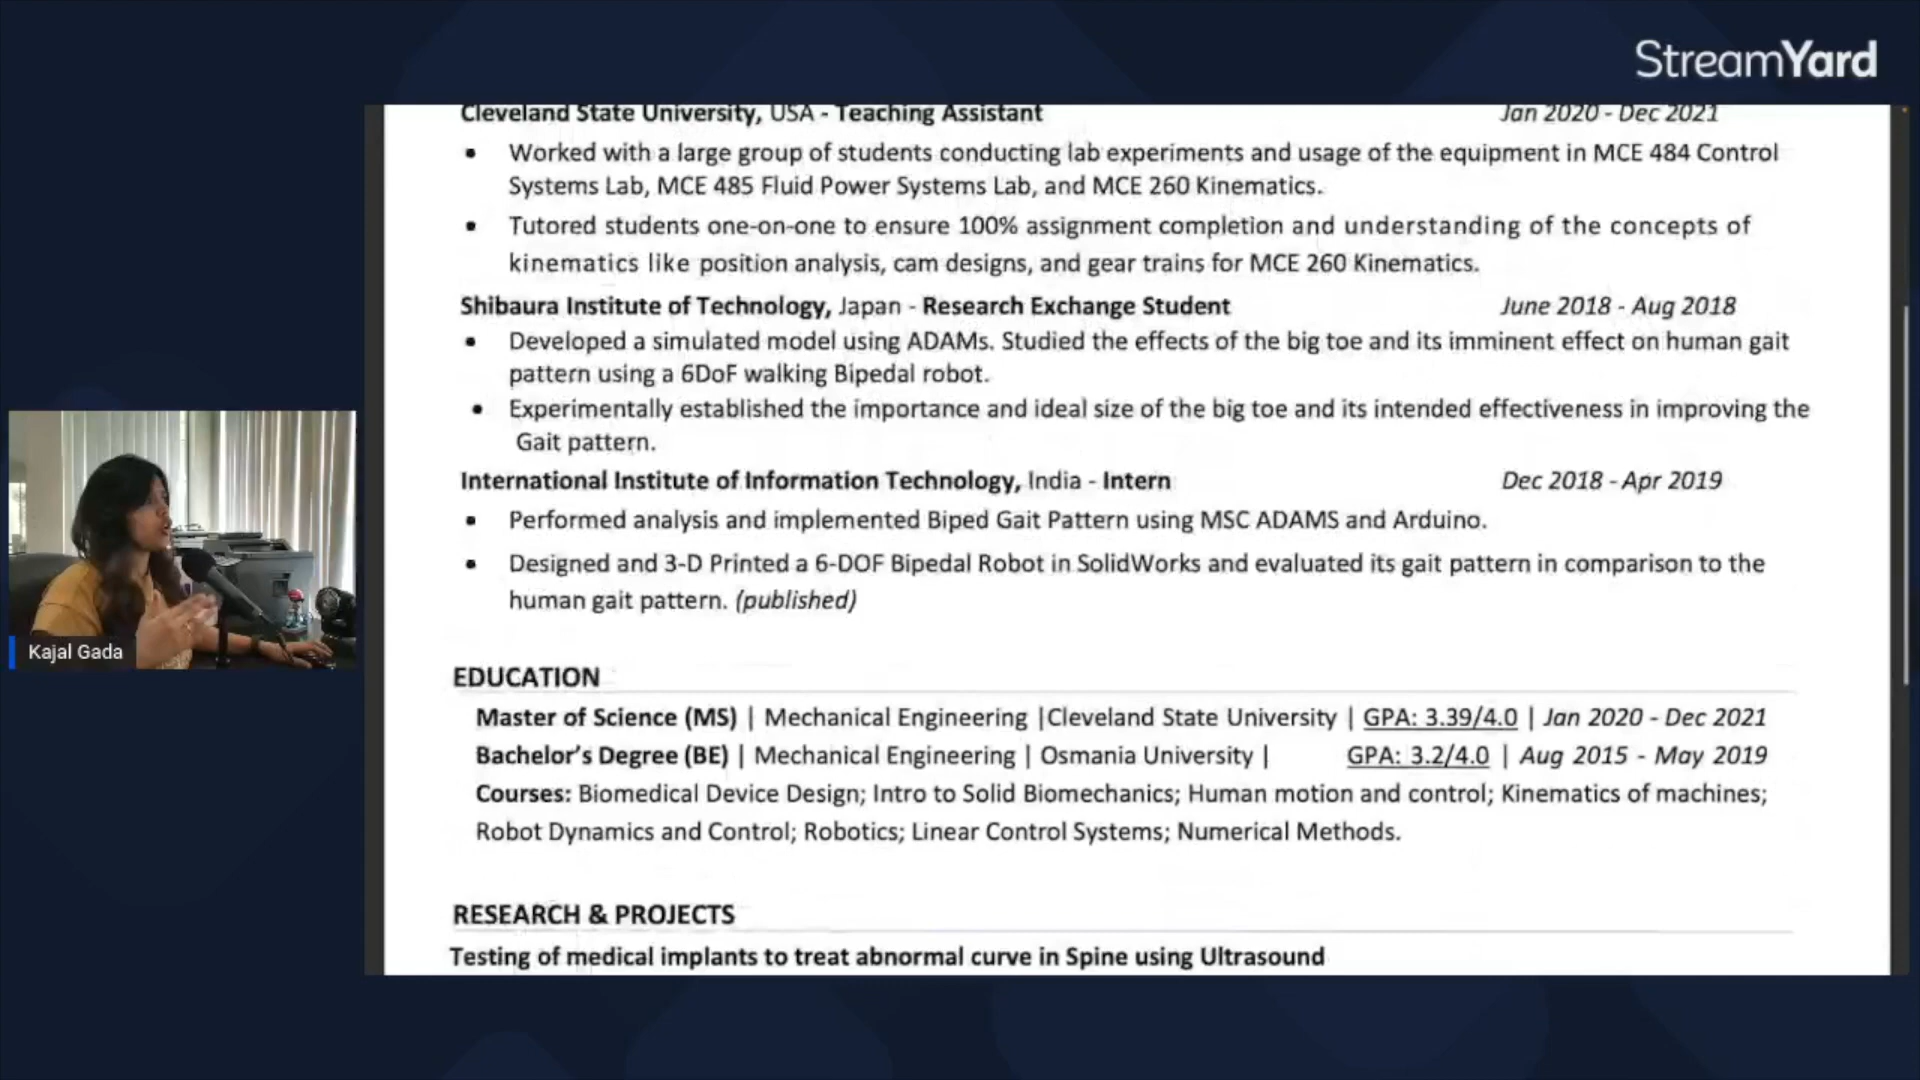 StreamYard
Cleveland State University, USA - Teaching Assistant Jan 2020 - Dec 2021
• Worked with a large group of students conducting lab experiments and usage of the equipment in MCE 484 Control
Systems Lab, MCE 485 Fluid Power Systems Lab, and MCE 260 Kinematics.
• Tutored students one-on-one to ensure 100% assignment completion and understanding of the concepts of
kinematics like position analysis, cam designs, and gear trains for MCE 260 Kinematics.
Shibaura Institute of Technology, Japan - Research Exchange Student June 2018 - Aug 2018
• Developed a simulated model using ADAMs. Studied the effects of the big toe and its imminent effect on human gait
pattern using a 6DoF walking Bipedal robot.
• Experimentally established the importance and ideal size of the big toe and its intended effectiveness in improving the
Gait pattern.
International Institute of Information Technology, India - Intern Dec 2018 - Apr 2019
• Performed analysis and implemented Biped Gait Pattern using MSC ADAMS and Arduino.
• Designed and 3-D Printed a 6-DOF Bipedal Robot in SolidWorks and evaluated its gait pattern in comparison to the
human gait pattern. (published)
EDUCATION
Master of Science (MS) | Mechanical Engineering |Cleveland State University | GPA: 3.39/4.0 | Jan 2020 - Dec 2021
Bachelor's Degree (BE) | Mechanical Engineering | Osmania University | GPA: 3.2/4.0 | Aug 2015 - May 2019
Courses: Biomedical Device Design; Intro to Solid Biomechanics; Human motion and control; Kinematics of machines;
Robot Dynamics and Control; Robotics; Linear Control Systems; Numerical Methods.
RESEARCH & PROJECTS
Testing of medical implants to treat abnormal curve in Spine using Ultrasound
Kajal Gada